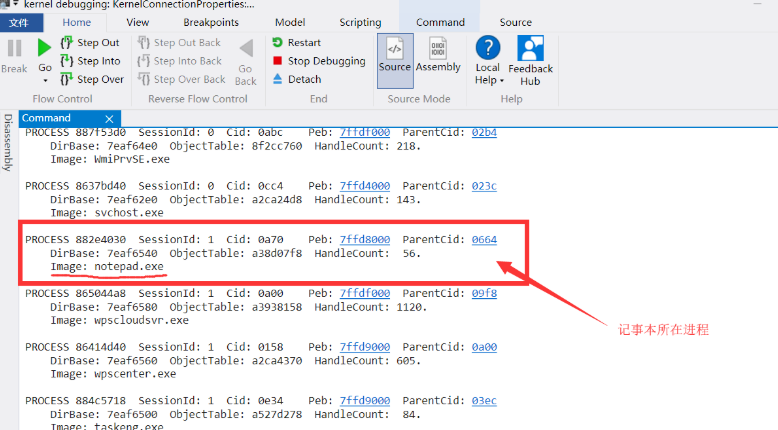 kernel debugging: KernelConnectionProperties:...
文件 Home View Breakpoints Model Scripting Command Source
Break
Go
Step Out
Step Into
Step Over
Flow Control
Step Out Back
Step Into Back
Step Over Back
Go Back
Reverse Flow Control
Restart
Stop Debugging
Detach
End
Source
Assembly
Source Mode
Local Help
Feedback Hub
Help
Disassembly
Command
PROCESS 887f53d0 SessionId: 0 Cid: 0abc Peb: 7ffdf000 ParentCid: 02b4
DirBase: 7eaf64e0 ObjectTable: 8f2cc760 HandleCount: 218.
Image: WmiPrvSE.exe
PROCESS 8637bd40 SessionId: 0 Cid: 0cc4 Peb: 7ffd4000 ParentCid: 023c
DirBase: 7eaf62e0 ObjectTable: a2ca24d8 HandleCount: 143.
Image: svchost.exe
PROCESS 882e4030 SessionId: 1 Cid: 0a70 Peb: 7ffd8000 ParentCid: 0664
DirBase: 7eaf6540 ObjectTable: a38d07f8 HandleCount: 56.
Image: notepad.exe
PROCESS 865044a8 SessionId: 1 Cid: 0a00 Peb: 7ffdf000 ParentCid: 09f8
DirBase: 7eaf6580 ObjectTable: a3938158 HandleCount: 1120.
Image: wpscloudsvr.exe
记事本所在进程
PROCESS 86414d40 SessionId: 1 Cid: 0158 Peb: 7ffd9000 ParentCid: 0a00
DirBase: 7eaf6560 ObjectTable: a2ca4370 HandleCount: 605.
Image: wpscenter.exe
PROCESS 884c5718 SessionId: 1 Cid: 0e34 Peb: 7ffd9000 ParentCid: 03ec
DirBase: 7eaf6500 ObjectTable: a527d278 HandleCount: 84.
Image: taskeng.exe